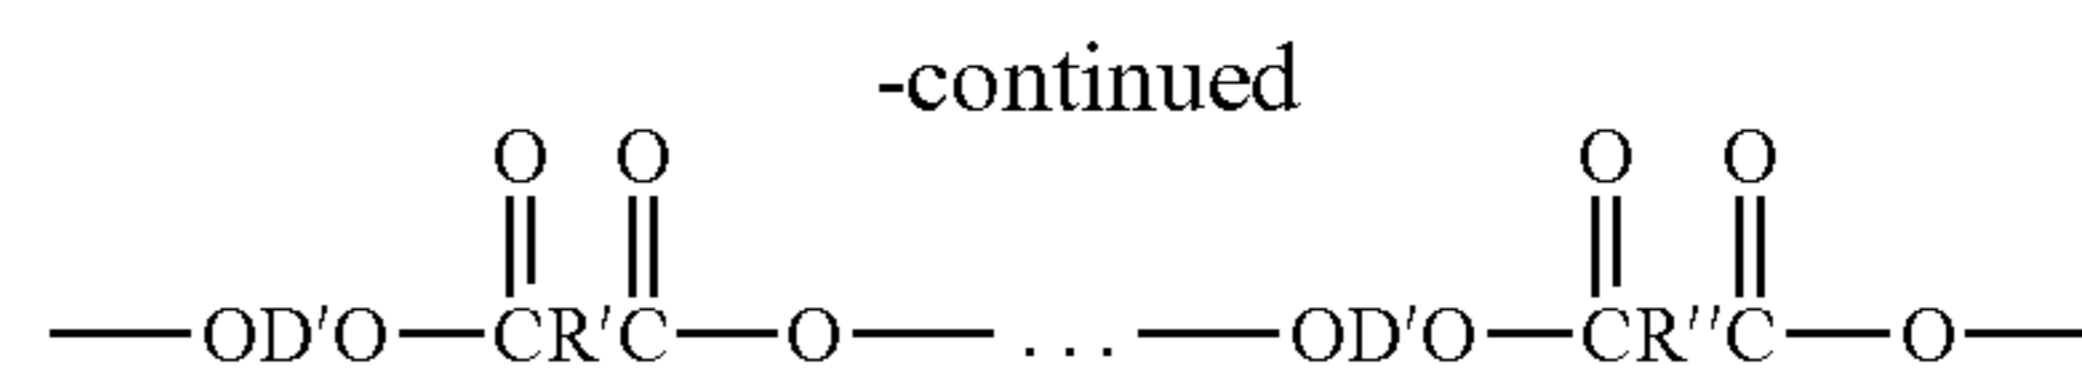 -continued
O O O O
—OD′O—CR′C—O— . . . —OD′O—CR′′C—O—